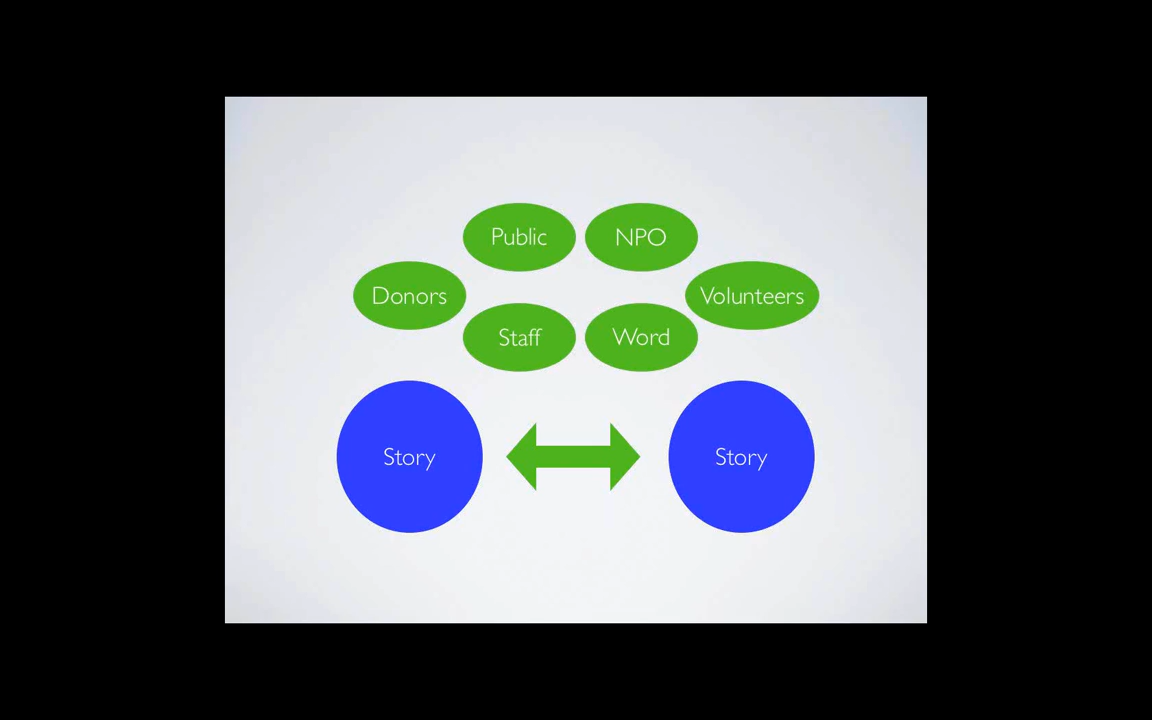 Public
NPO
Donors
Volunteers
Staff
Word
Story
Story